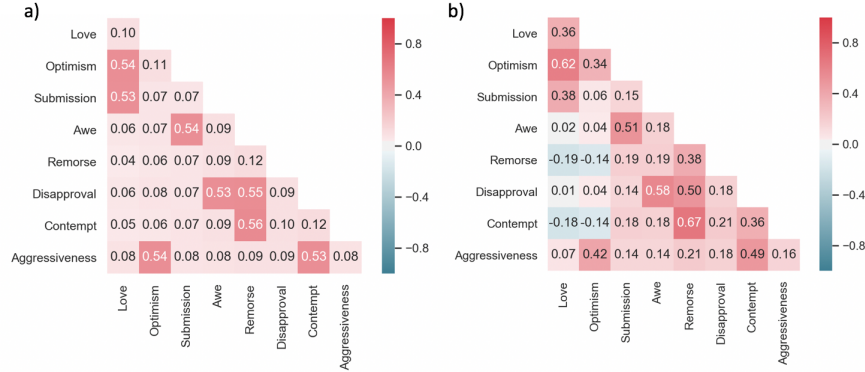 a)
Love 0.10
Optimism 0.54 0.11
Submission 0.53 0.07 0.07
Awe 0.06 0.07 0.54 0.09
Remorse 0.04 0.06 0.07 0.09 0.12
Disapproval 0.06 0.08 0.07 0.53 0.55 0.09
Contempt 0.05 0.06 0.07 0.09 0.56 0.10 0.12
Aggressiveness 0.08 0.54 0.08 0.08 0.09 0.09 0.53 0.08
Love
Optimism
Submission
Awe
Remorse
Disapproval
Contempt
Aggressiveness
0.8
0.4
0.0
-0.4
-0.8
b)
Love 0.36
Optimism 0.62 0.34
Submission 0.38 0.06 0.15
Awe 0.02 0.04 0.51 0.18
Remorse -0.19 -0.14 0.19 0.19 0.38
Disapproval 0.01 0.04 0.14 0.58 0.50 0.18
Contempt -0.18 -0.14 0.18 0.18 0.67 0.21 0.36
Aggressiveness 0.07 0.42 0.14 0.14 0.21 0.18 0.49 0.16
Love
Optimism
Submission
Awe
Remorse
Disapproval
Contempt
Aggressiveness
0.8
0.4
0.0
-0.4
-0.8